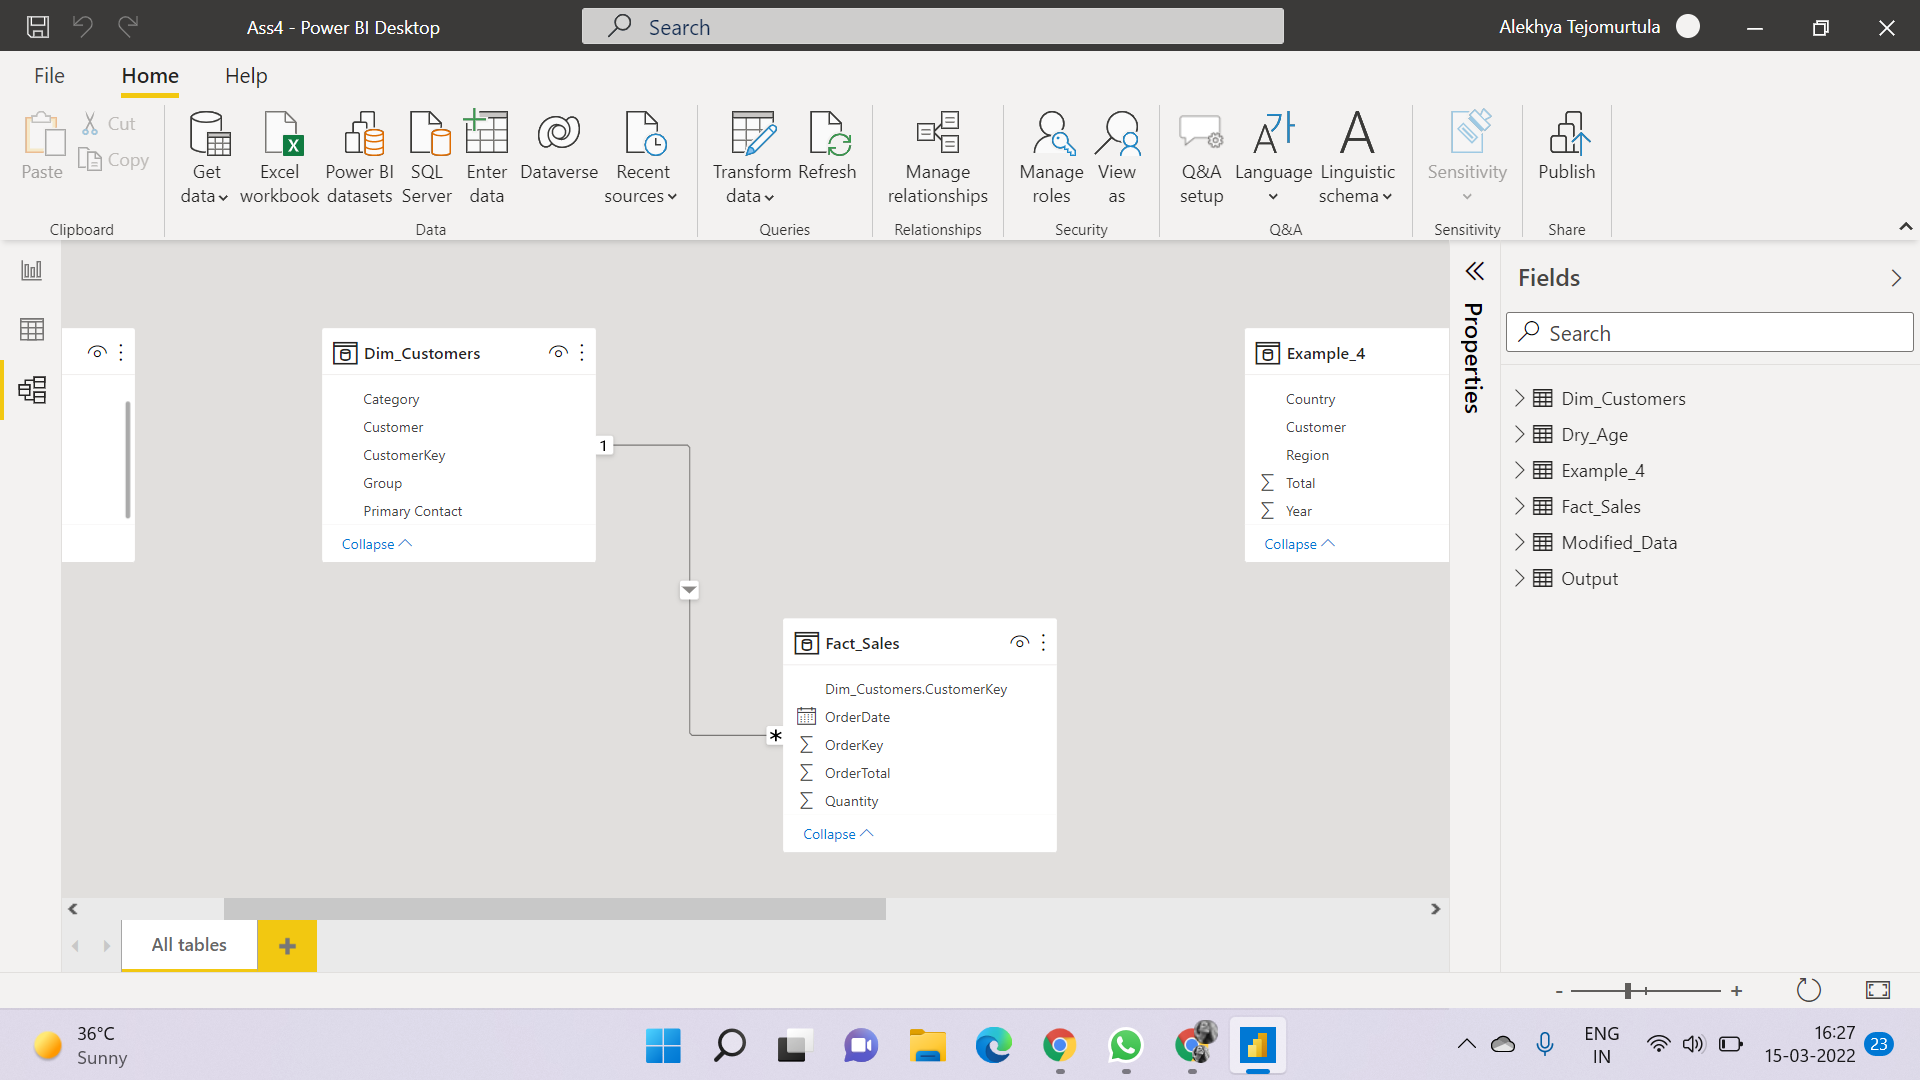 Ass4 - Power BI Desktop
Search
Alekhya Tejomurtula
File
Home
Help
Paste
Cut
Copy
Clipboard
Get data
Excel workbook
Power BI datasets
SQL Server
Enter data
Dataverse
Recent sources
Data
Transform data
Refresh
Queries
Manage relationships
Relationships
Manage roles
View as
Security
Q&A setup
Language
Linguistic schema
Q&A
Sensitivity
Sensitivity
Publish
Share
Dim_Customers
Category
Customer
CustomerKey
Group
Primary Contact
Collapse
1
*
Fact_Sales
Dim_Customers.CustomerKey
OrderDate
OrderKey
OrderTotal
Quantity
Collapse
Example_4
Country
Customer
Region
Total
Year
Collapse
Properties
Fields
Search
Dim_Customers
Dry_Age
Example_4
Fact_Sales
Modified_Data
Output
All tables
36°C
Sunny
ENG
IN
16:27
15-03-2022
23